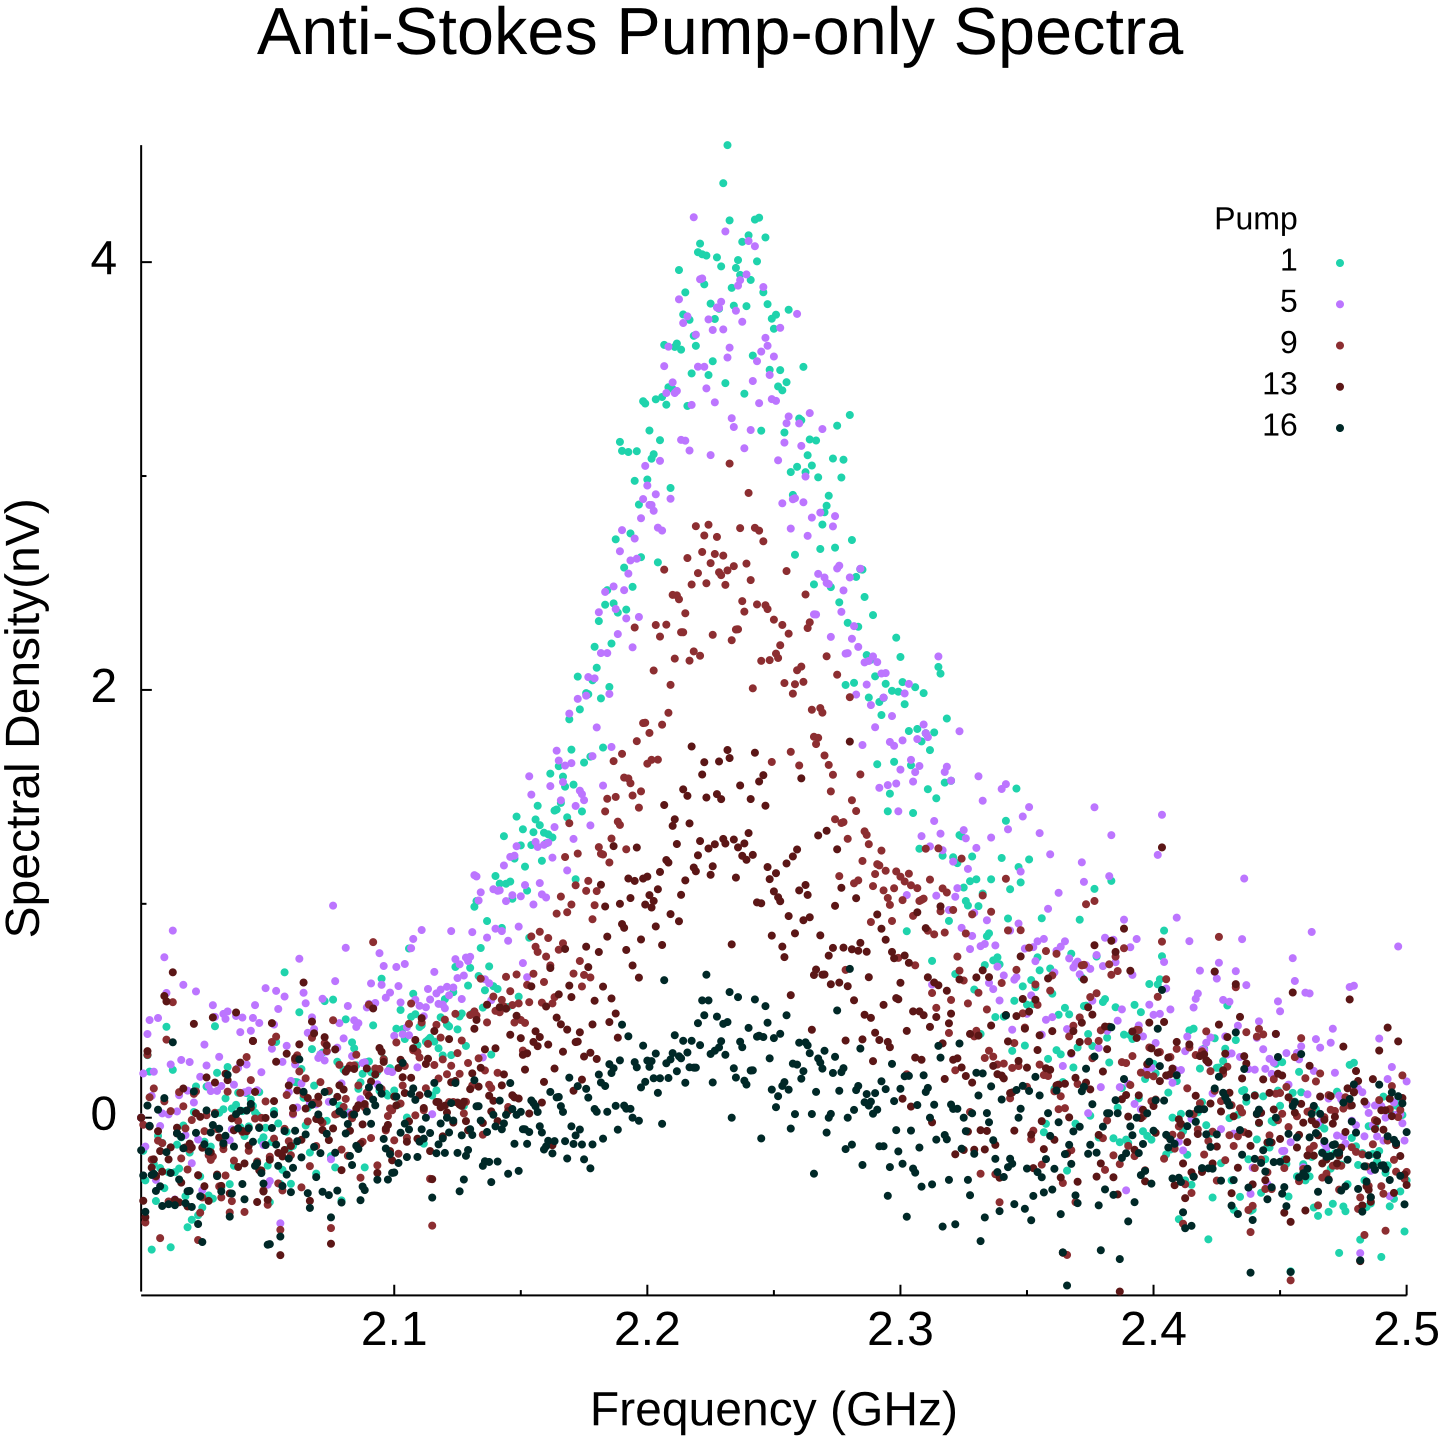 Anti-Stokes Pump-only Spectra
Pump
1
5
9
13
16
4
2
0
Spectral Density(nV)
2.1 2.2 2.3 2.4 2.5
Frequency (GHz)